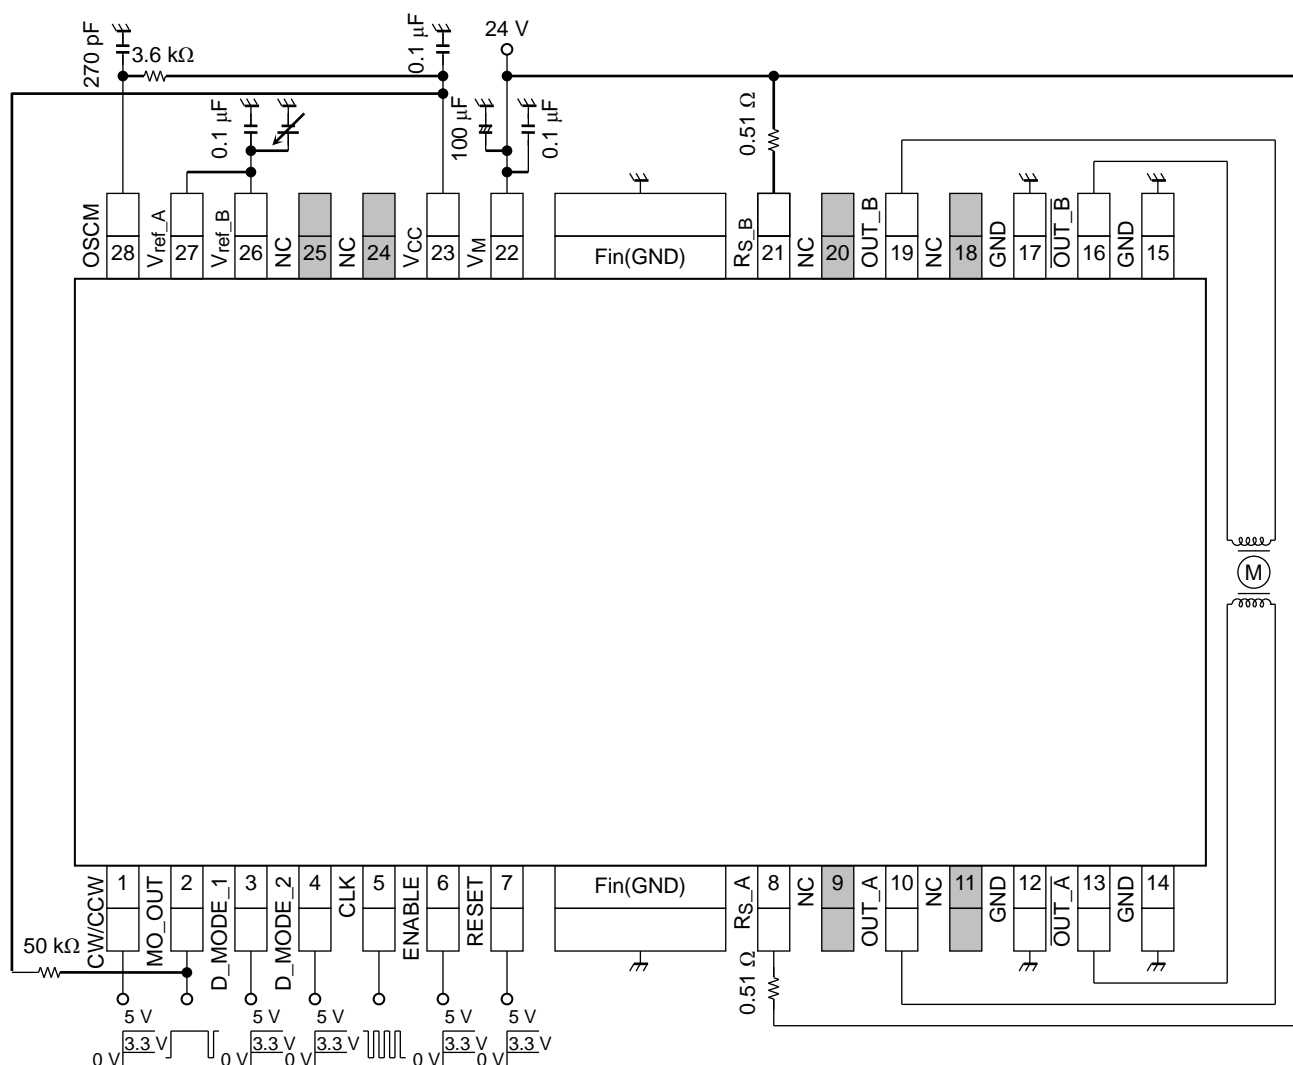 24 V
270 pF
3.6 kΩ
0.1 µF
0.1 µF
100 µF
0.1 µF
0.51 Ω
OSCM
Vref_A
Vref_B
NC
NC
VCC
VM
RS_B
NC
OUT_B
NC
GND
OUT_B
GND
28
27
26
25
24
23
22
Fin(GND)
21
20
19
18
17
16
15
M
1
2
3
4
5
6
7
Fin(GND)
8
9
10
11
12
13
14
CW/CCW
MO_OUT
D_MODE_1
D_MODE_2
CLK
ENABLE
RESET
RS_A
NC
OUT_A
NC
GND
OUT_A
GND
50 kΩ
0.51 Ω
5 V
5 V
5 V
5 V
5 V
3.3 V
3.3 V
3.3 V
3.3 V
3.3 V
0 V
0 V
0 V
0 V
0 V